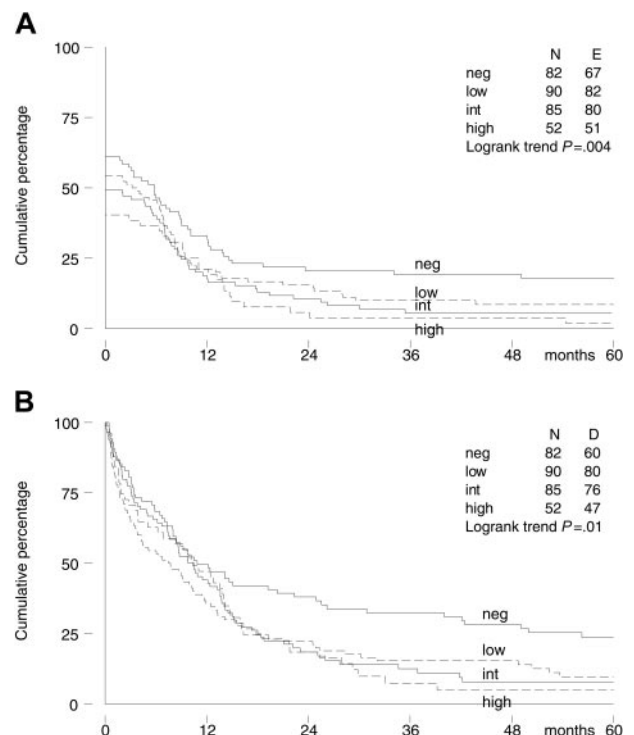 A
Cumulative percentage
100
75
50
25
0
N E
neg 82 67
low 90 82
int 85 80
high 52 51
Logrank trend P=.004
neg
low
int
high
0 12 24 36 48 months 60
B
Cumulative percentage
100
75
50
25
0
N D
neg 82 60
low 90 80
int 85 76
high 52 47
Logrank trend P=.01
neg
low
int
high
0 12 24 36 48 months 60